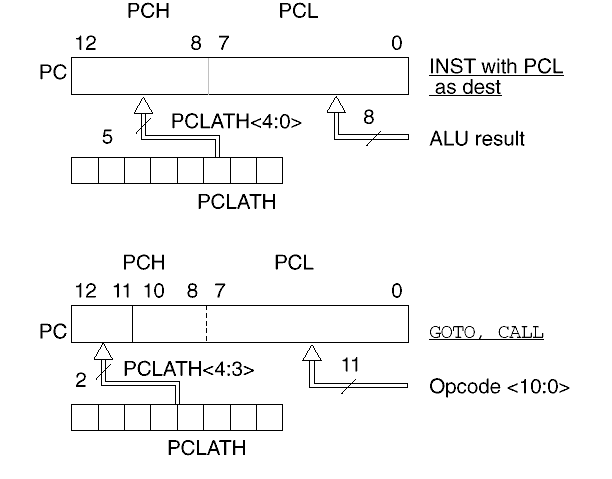 PCH PCL
12 8 7 0
PC
INST with PCL
as dest
5 PCLATH<4:0> 8
ALU result
PCLATH
PCH PCL
12 11 10 8 7 0
PC
GOTO, CALL
2 PCLATH<4:3> 11
Opcode <10:0>
PCLATH